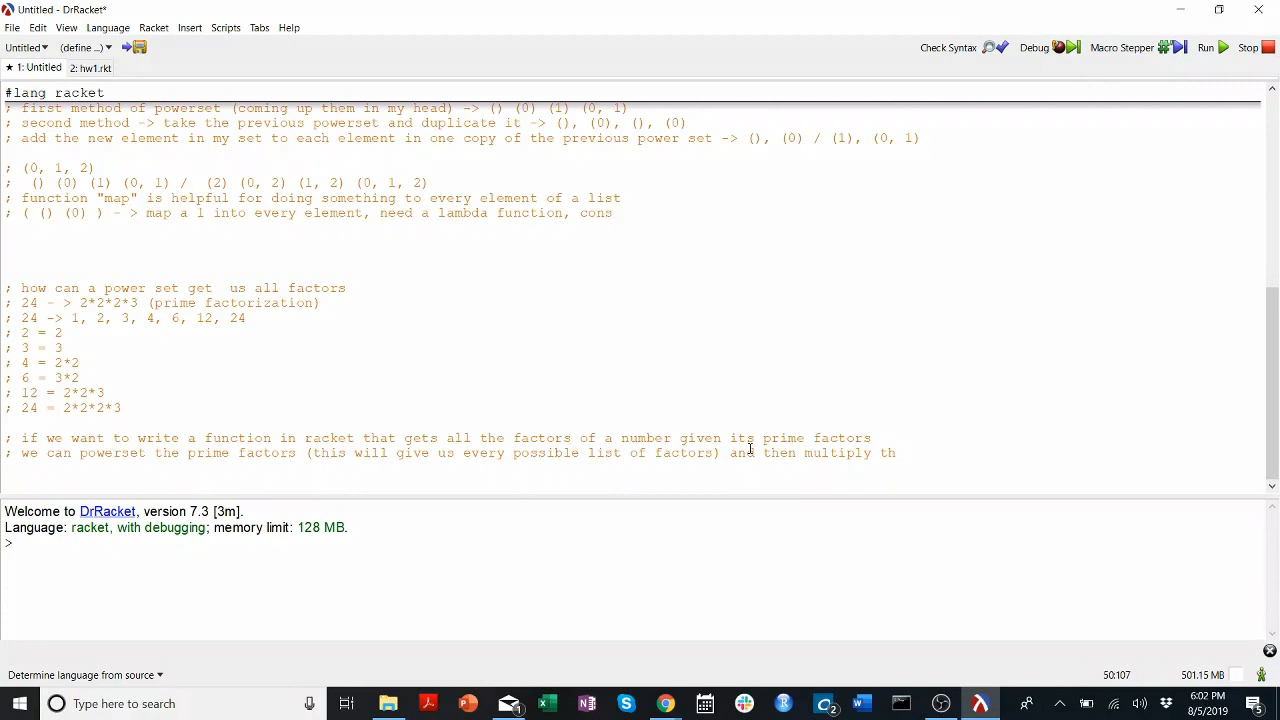 Untitled - DrRacket*
File Edit View Language Racket Insert Scripts Tabs Help
Untitled▾ (define ...)▾ Check Syntax Debug Macro Stepper Run Stop
★ 1: Untitled 2: hw1.rkt
#lang racket
; first method of powerset (coming up them in my head) -> () (0) (1) (0, 1)
; second method -> take the previous powerset and duplicate it -> (), (0), (), (0)
; add the new element in my set to each element in one copy of the previous power set -> (), (0) / (1), (0, 1)
; (0, 1, 2)
; () (0) (1) (0, 1) / (2) (0, 2) (1, 2) (0, 1, 2)
; function "map" is helpful for doing something to every element of a list
; ( () (0) ) - > map a 1 into every element, need a lambda function, cons
; how can a power set get  us all factors
; 24 - > 2*2*2*3 (prime factorization)
; 24 -> 1, 2, 3, 4, 6, 12, 24
; 2 = 2
; 3 = 3
; 4 = 2*2
; 6 = 3*2
; 12 = 2*2*3
; 24 = 2*2*2*3
; if we want to write a function in racket that gets all the factors of a number given its prime factors
; we can powerset the prime factors (this will give us every possible list of factors) and then multiply th
Welcome to DrRacket, version 7.3 [3m].
Language: racket, with debugging; memory limit: 128 MB.
>
Determine language from source▾ 50:107 501.15 MB
Type here to search 6:02 PM
8/5/2019